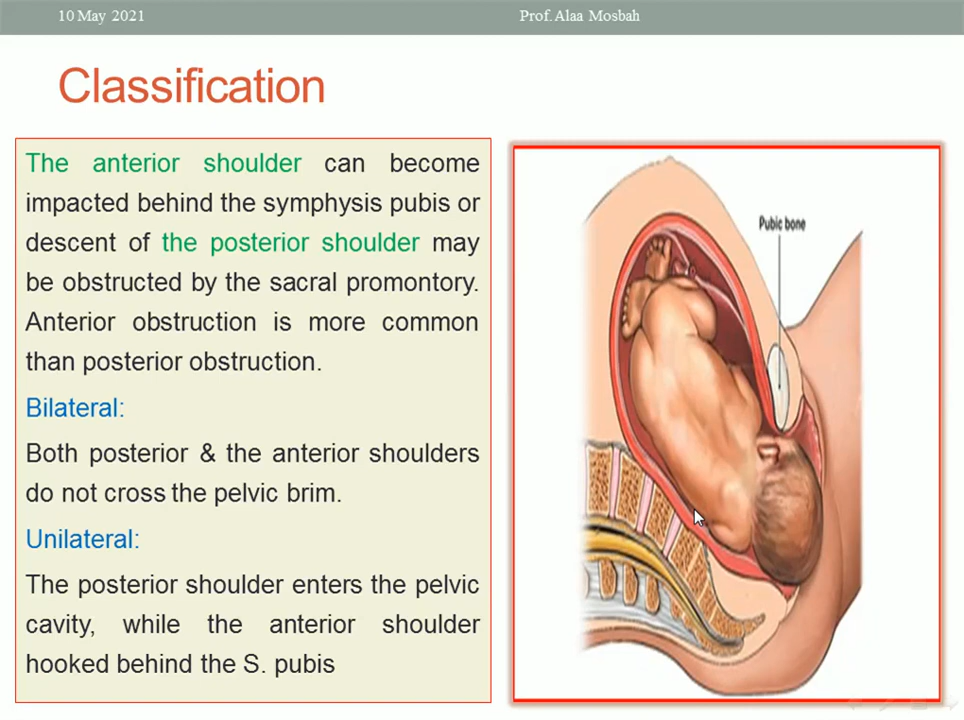 10 May 2021
Prof.Alaa Mosbah
Classification
The anterior shoulder can become
impacted behind the symphysis pubis or
descent of the posterior shoulder may
be obstructed by the sacral promontory.
Anterior obstruction is more common
than posterior obstruction.
Bilateral:
Both posterior & the anterior shoulders
do not cross the pelvic brim.
Unilateral:
The posterior shoulder enters the pelvic
cavity, while the anterior shoulder
hooked behind the S. pubis
Pubic bone